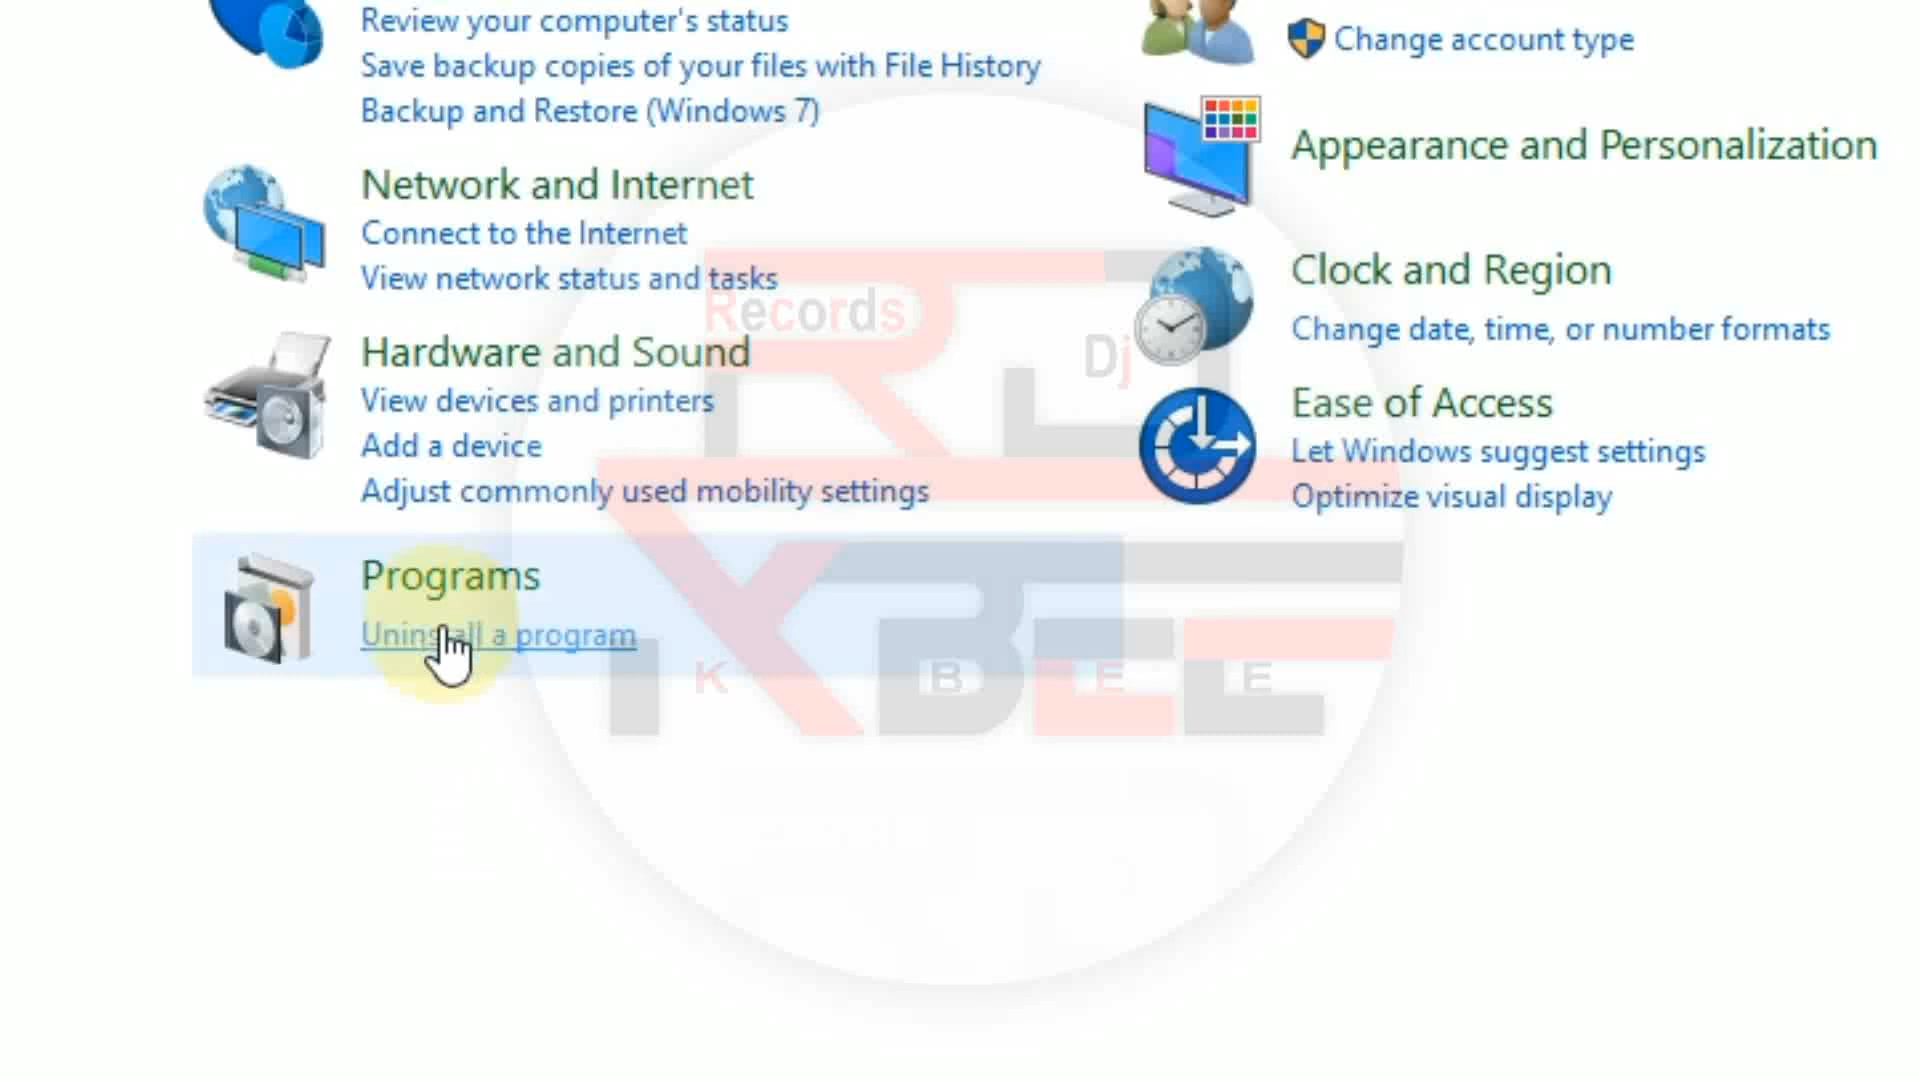 Review your computer's status
Save backup copies of your files with File History
Backup and Restore (Windows 7)
Network and Internet
Connect to the Internet
View network status and tasks
Hardware and Sound
View devices and printers
Add a device
Adjust commonly used mobility settings
Programs
Uninstall a program
Change account type
Appearance and Personalization
Clock and Region
Change date, time, or number formats
Ease of Access
Let Windows suggest settings
Optimize visual display
Records
Dj
K B E E